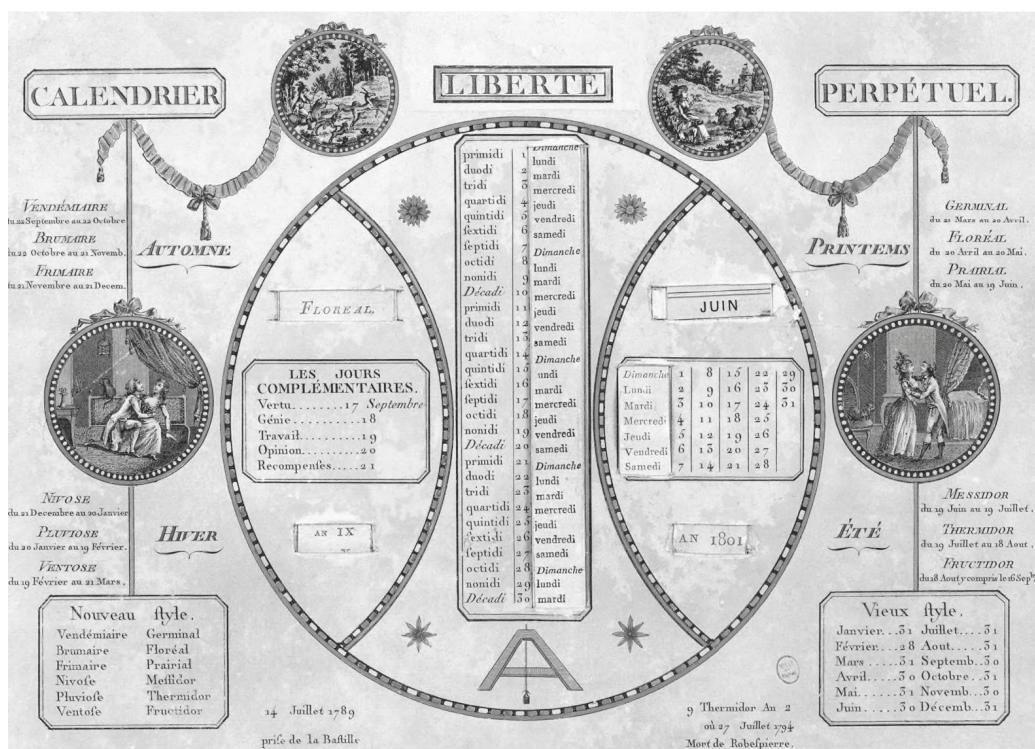 CALENDRIER
LIBERTE
PERPÉTUEL.
VENDÉMIAIRE
du 22 Septembre au 22 Octobre
BRUMAIRE
du 22 Octobre au 21 Novemb.
FRIMAIRE
du 21 Novembre au 21 Decem.
AUTOMNE
NIVOSE
du 21 Decembre au 20 Janvier
PLUVIOSE
du 20 Janvier au 19 Février.
VENTOSE
du 19 Février au 21 Mars.
HIVER
Nouveau ſtyle.
Vendémiaire Germinal
Brumaire Floréal
Frimaire Prairial
Nivoſe Meſſidor
Pluvioſe Thermidor
Ventoſe Fructidor
FLOREAL.
LES JOURS
COMPLÉMENTAIRES.
Vertu........17 Septembre
Génie..........18
Travail.........19
Opinion........20
Recompenſes.....21
AN IX
primidi 1
duodi 2
tridi 3
quartidi 4
quintidi 5
ſextidi 6
ſeptidi 7
octidi 8
nonidi 9
Décadi 10
primidi 11
duodi 12
tridi 13
quartidi 14
quintidi 15
ſextidi 16
ſeptidi 17
octidi 18
nonidi 19
Décadi 20
primidi 21
duodi 22
tridi 23
quartidi 24
quintidi 25
ſextidi 26
ſeptidi 27
octidi 28
nonidi 29
Décadi 30
Dimanche
lundi
mardi
mercredi
jeudi
vendredi
samedi
Dimanche
lundi
mardi
mercredi
jeudi
vendredi
samedi
Dimanche
undi
mardi
mercredi
jeudi
vendredi
samedi
Dimanche
lundi
mardi
mercredi
jeudi
vendredi
samedi
Dimanche
lundi
mardi
JUIN
Dimanche 1 8 15 22 29
Lundi 2 9 16 23 30
Mardi 3 10 17 24 31
Mercredi 4 11 18 25
Jeudi 5 12 19 26
Vendredi 6 13 20 27
Samedi 7 14 21 28
AN 1801
GERMINAL
du 21 Mars au 20 Avril.
FLORÉAL
du 20 Avril au 20 Mai.
PRAIRIAL
du 20 Mai au 19 Juin.
PRINTEMS
MESSIDOR
du 19 Juin au 19 Juillet.
THERMIDOR
du 19 Juillet au 18 Aout.
FRUCTIDOR
du 18 Aout y compris le 16 Sepbr
ÉTÉ
Vieux ſtyle.
Janvier...31 Juillet....31
Février...28 Aout.....31
Mars....31 Septemb.30
Avril....30 Octobre..31
Mai.....31 Novemb..30
Juin....30 Décemb..31
14 Juillet 1789
priſe de la Baſtille
9 Thermidor An 2
où 27 Juillet 1794
Mort de Robeſpierre.